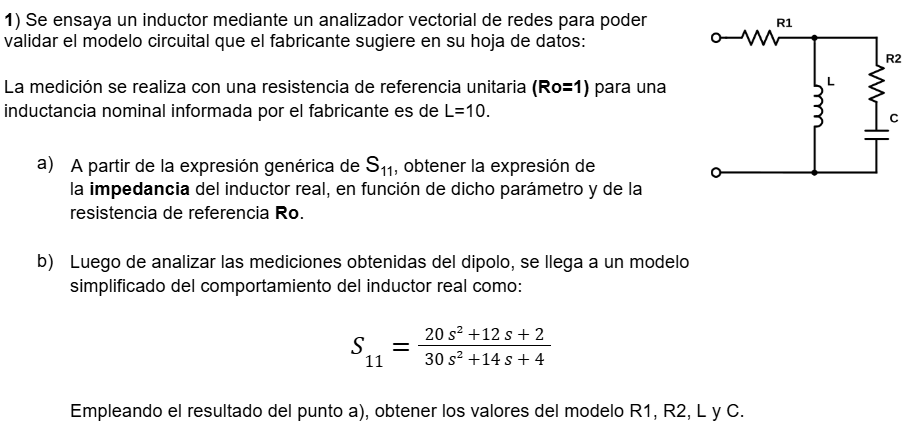 1) Se ensaya un inductor mediante un analizador vectorial de redes para poder
validar el modelo circuital que el fabricante sugiere en su hoja de datos:
La medición se realiza con una resistencia de referencia unitaria (Ro=1) para una
inductancia nominal informada por el fabricante es de L=10.
R1
R2
L
C
a) A partir de la expresión genérica de S₁₁, obtener la expresión de
la impedancia del inductor real, en función de dicho parámetro y de la
resistencia de referencia Ro.
b) Luego de analizar las mediciones obtenidas del dipolo, se llega a un modelo
simplificado del comportamiento del inductor real como:
S₁₁ = (20 s² +12 s + 2) / (30 s² +14 s + 4)
Empleando el resultado del punto a), obtener los valores del modelo R1, R2, L y C.